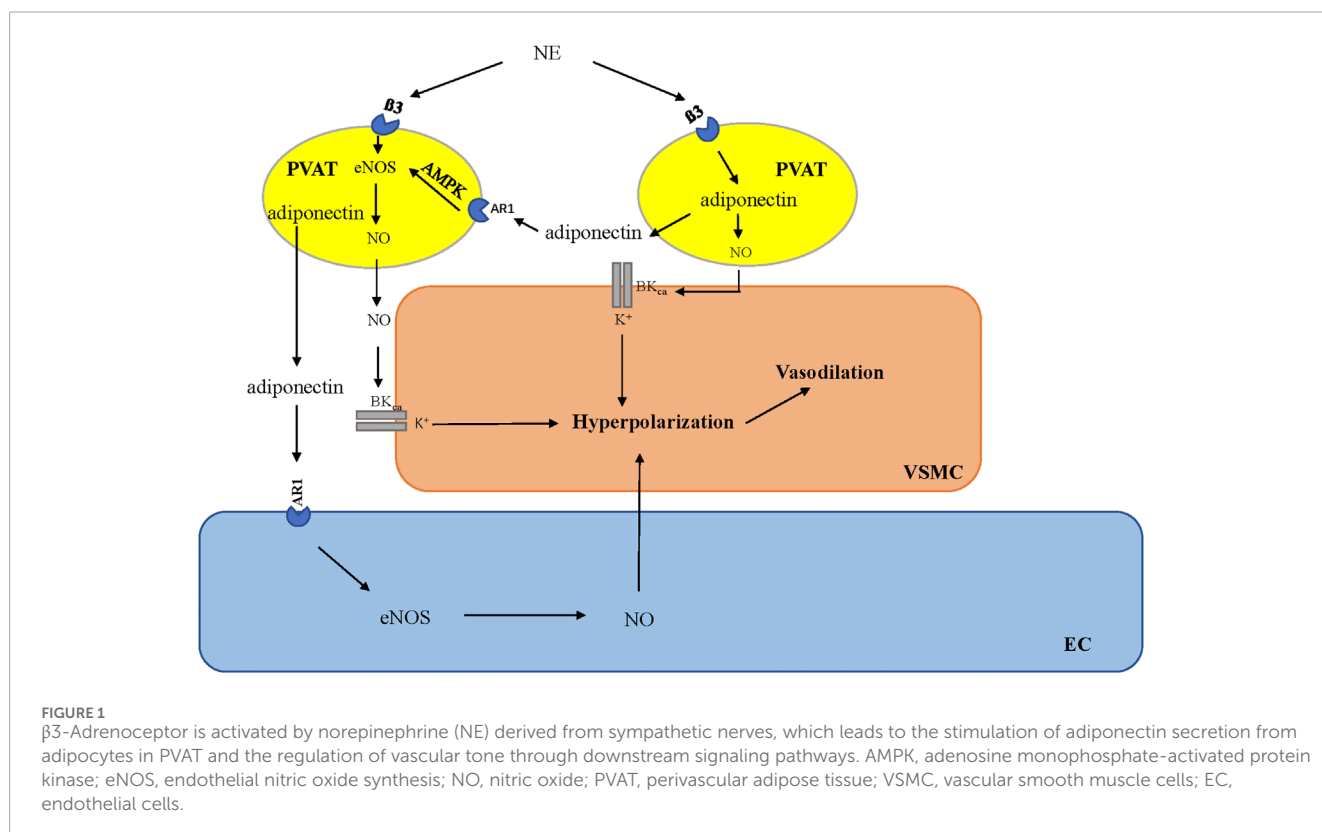 NE
β3
β3
PVAT
eNOS
AMPK
adiponectin
NO
AR1
PVAT
adiponectin
NO
adiponectin
BKca
K+
NO
adiponectin
BKca
K+
Hyperpolarization
Vasodilation
VSMC
AR1
eNOS
NO
EC
FIGURE 1
β3-Adrenoceptor is activated by norepinephrine (NE) derived from sympathetic nerves, which leads to the stimulation of adiponectin secretion from
adipocytes in PVAT and the regulation of vascular tone through downstream signaling pathways. AMPK, adenosine monophosphate-activated protein
kinase; eNOS, endothelial nitric oxide synthesis; NO, nitric oxide; PVAT, perivascular adipose tissue; VSMC, vascular smooth muscle cells; EC,
endothelial cells.